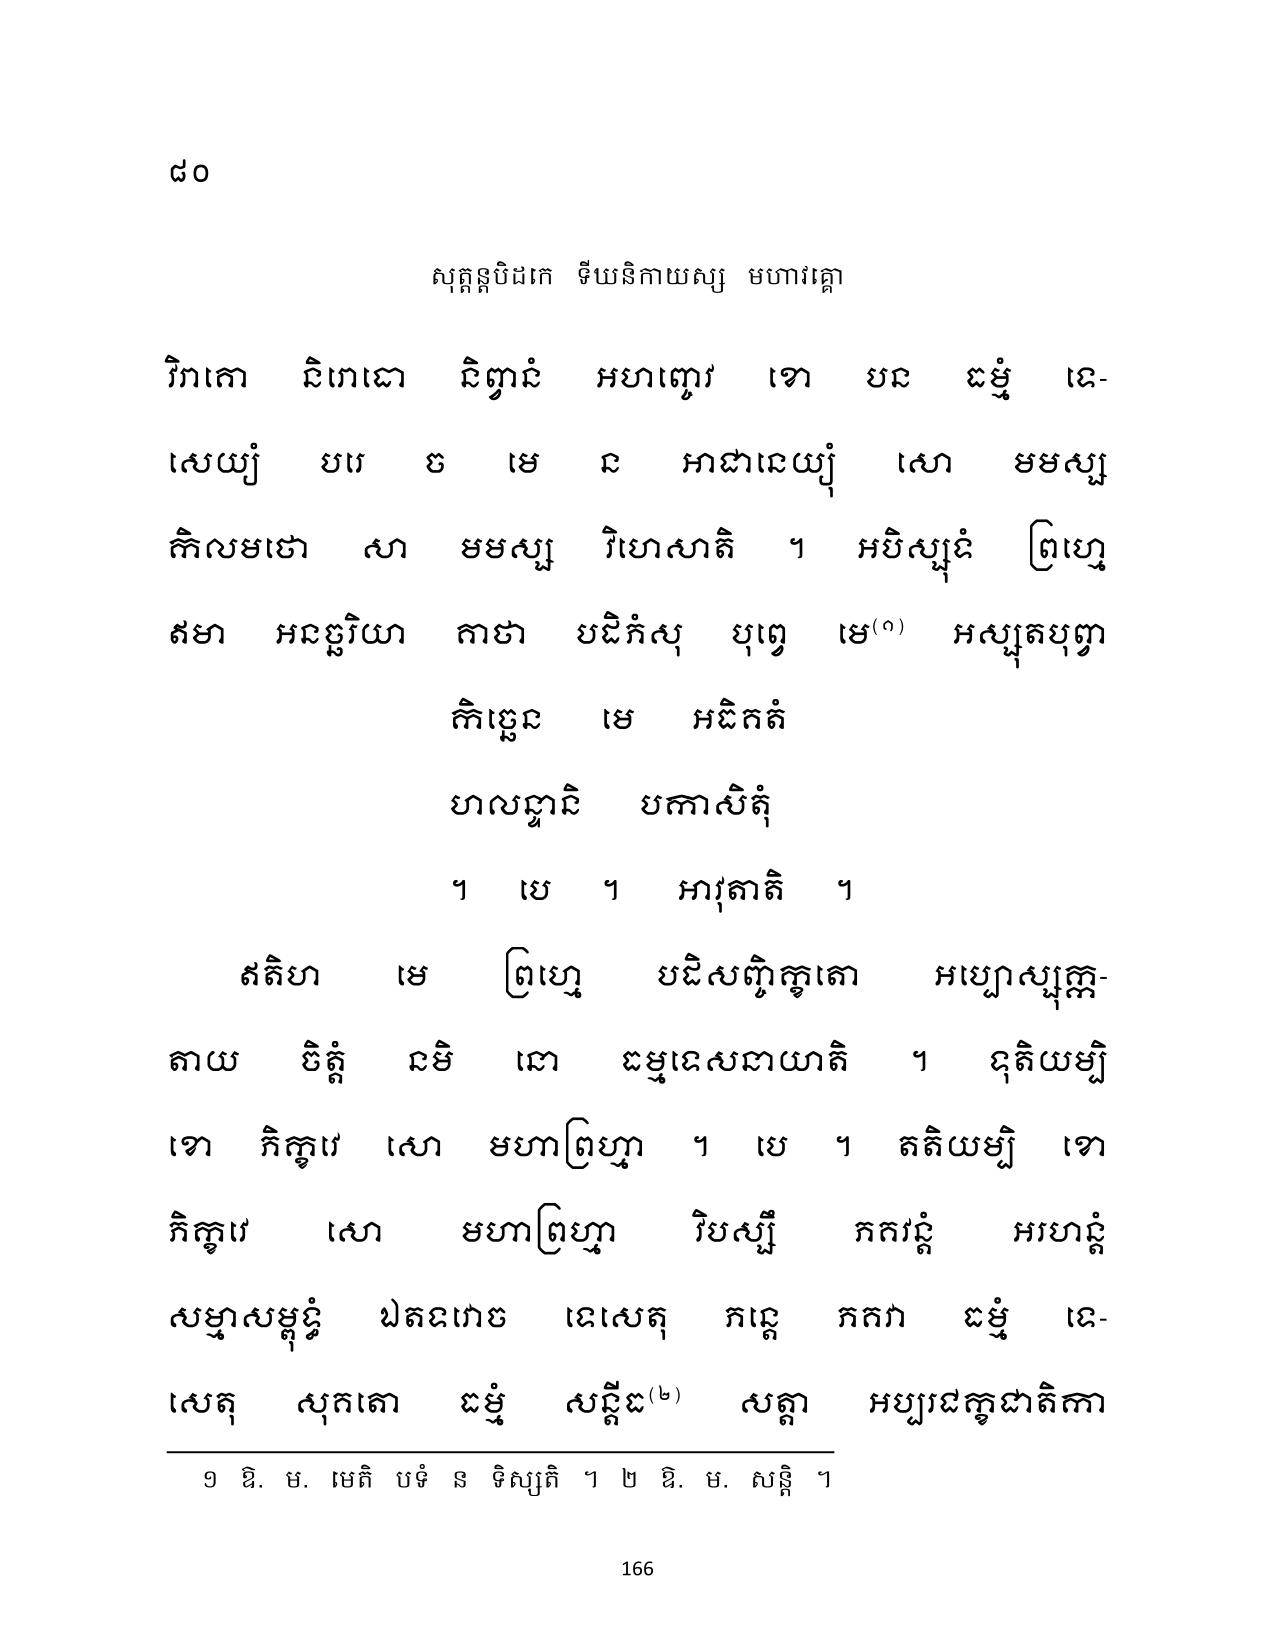 ៨០
សុត្តន្តបិដកេ ទីឃនិកាយស្ស មហាវគ្គោ
វិរាគោ និរោធោ និព្វានំ អហញ្ចេវ ខោ បន ធម្មំ ទេ-
សេយ្យំ បរេ ច មេ ន អាជានេយ្យុំ សោ មមស្ស
កិលមថោ សា មមស្ស វិហេសាតិ ។ អបិស្សុទំ ព្រហ្មេ
ឥមា អនច្ឆរិយា គាថា បដិភំសុ បុព្វេ មេ(១) អស្សុតបុព្វា
កិច្ឆេន មេ អធិគតំ
ហលន្ទានិ បកាសិតុំ
។ បេ ។ អាវុតាតិ ។
ឥតិហ មេ ព្រហ្មេ បដិសញ្ចិក្ខតោ អប្បោស្សុក្ក-
តាយ ចិត្តំ នមិ នោ ធម្មទេសនាយាតិ ។ ទុតិយម្បិ
ខោ ភិក្ខវេ សោ មហាព្រហ្មា ។ បេ ។ តតិយម្បិ ខោ
ភិក្ខវេ សោ មហាព្រហ្មា វិបស្សឹ ភគវន្តំ អរហន្តំ
សម្មាសម្ពុទ្ធំ ឯតទវោច ទេសេតុ ភន្តេ ភគវា ធម្មំ ទេ-
សេតុ សុគតោ ធម្មំ សន្តីធ(២) សត្តា អប្បរជក្ខជាតិកា
១ ឱ. ម. មេតិ បទំ ន ទិស្សតិ ។ ២ ឱ. ម. សន្តិ ។
166